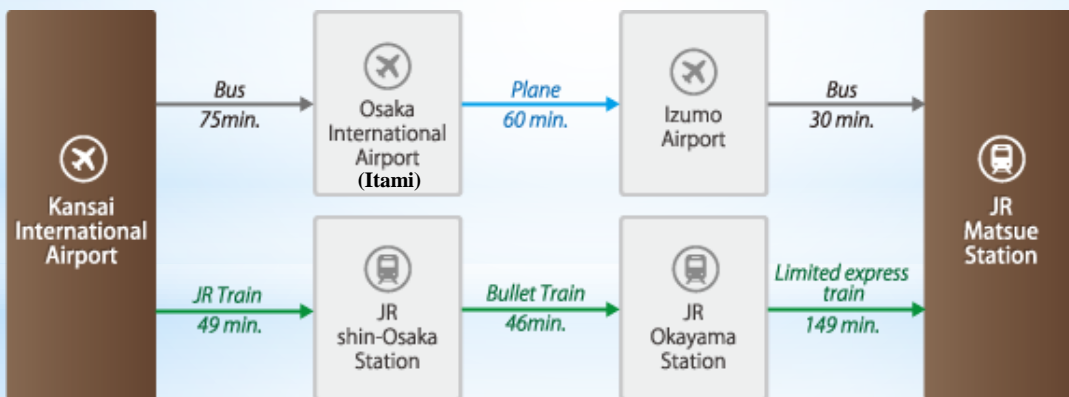 Kansai
International
Airport
Bus
75min.
Osaka
International
Airport
(Itami)
Plane
60 min.
Izumo
Airport
Bus
30 min.
JR Train
49 min.
JR
shin-Osaka
Station
Bullet Train
46min.
JR
Okayama
Station
Limited express
train
149 min.
JR
Matsue
Station